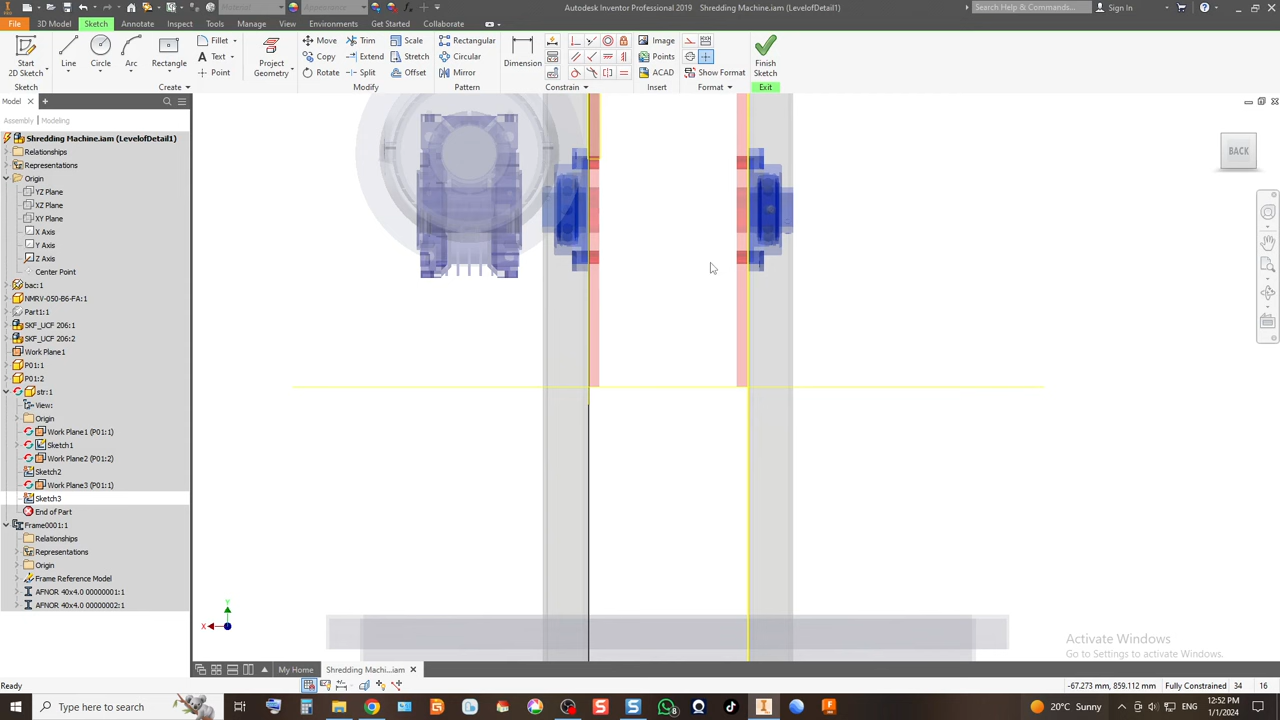 Material
Appearance
Autodesk Inventor Professional 2019   Shredding Machine.iam (LevelofDetail1)
Search Help & Commands...
Sign In
File
3D Model
Sketch
Annotate
Inspect
Tools
Manage
View
Environments
Get Started
Collaborate
Start
2D Sketch
Line
Circle
Arc
Rectangle
Fillet
Text
Point
Project
Geometry
Move
Copy
Rotate
Trim
Extend
Split
Scale
Stretch
Offset
Rectangular
Circular
Mirror
Dimension
Image
Points
ACAD
Show Format
Finish
Sketch
Sketch
Create
Modify
Pattern
Constrain
Insert
Format
Exit
Model
Assembly | Modeling
Shredding Machine.iam (LevelofDetail1)
Relationships
Representations
Origin
YZ Plane
XZ Plane
XY Plane
X Axis
Y Axis
Z Axis
Center Point
bac:1
NMRV-050-B6-FA:1
Part1:1
SKF_UCF 206:1
SKF_UCF 206:2
Work Plane1
P01:1
P01:2
str:1
View:
Origin
Work Plane1 (P01:1)
Sketch1
Work Plane2 (P01:2)
Sketch2
Work Plane3 (P01:1)
Sketch3
End of Part
Frame0001:1
Relationships
Representations
Origin
Frame Reference Model
AFNOR 40x4.0 00000001:1
AFNOR 40x4.0 00000002:1
BACK
Y
X
Activate Windows
Go to Settings to activate Windows.
My Home
Shredding Machi...iam
Ready
-67.273 mm, 859.112 mm
Fully Constrained
34
16
Type here to search
20°C Sunny
ENG
12:52 PM
1/1/2024